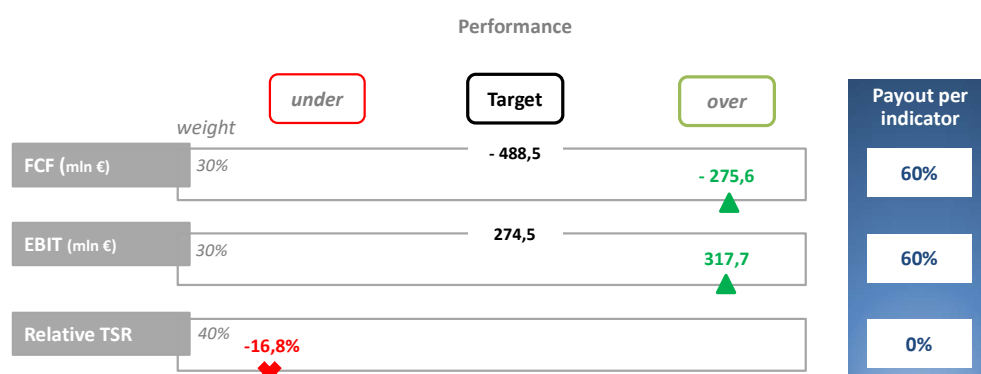 Performance
under
Target
over
Payout per
indicator
weight
FCF (mln €)
30%
- 488,5
- 275,6
60%
EBIT (mln €)
30%
274,5
317,7
60%
Relative TSR
40%
-16,8%
0%